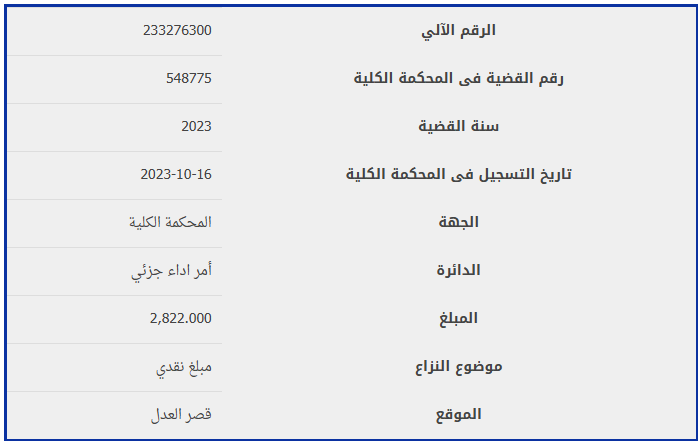 الرقم الآلي 233276300
رقم القضية فى المحكمة الكلية 548775
سنة القضية 2023
تاريخ التسجيل فى المحكمة الكلية 2023-10-16
الجهة المحكمة الكلية
الدائرة أمر اداء جزئي
المبلغ 2,822.000
موضوع النزاع مبلغ نقدي
الموقع قصر العدل